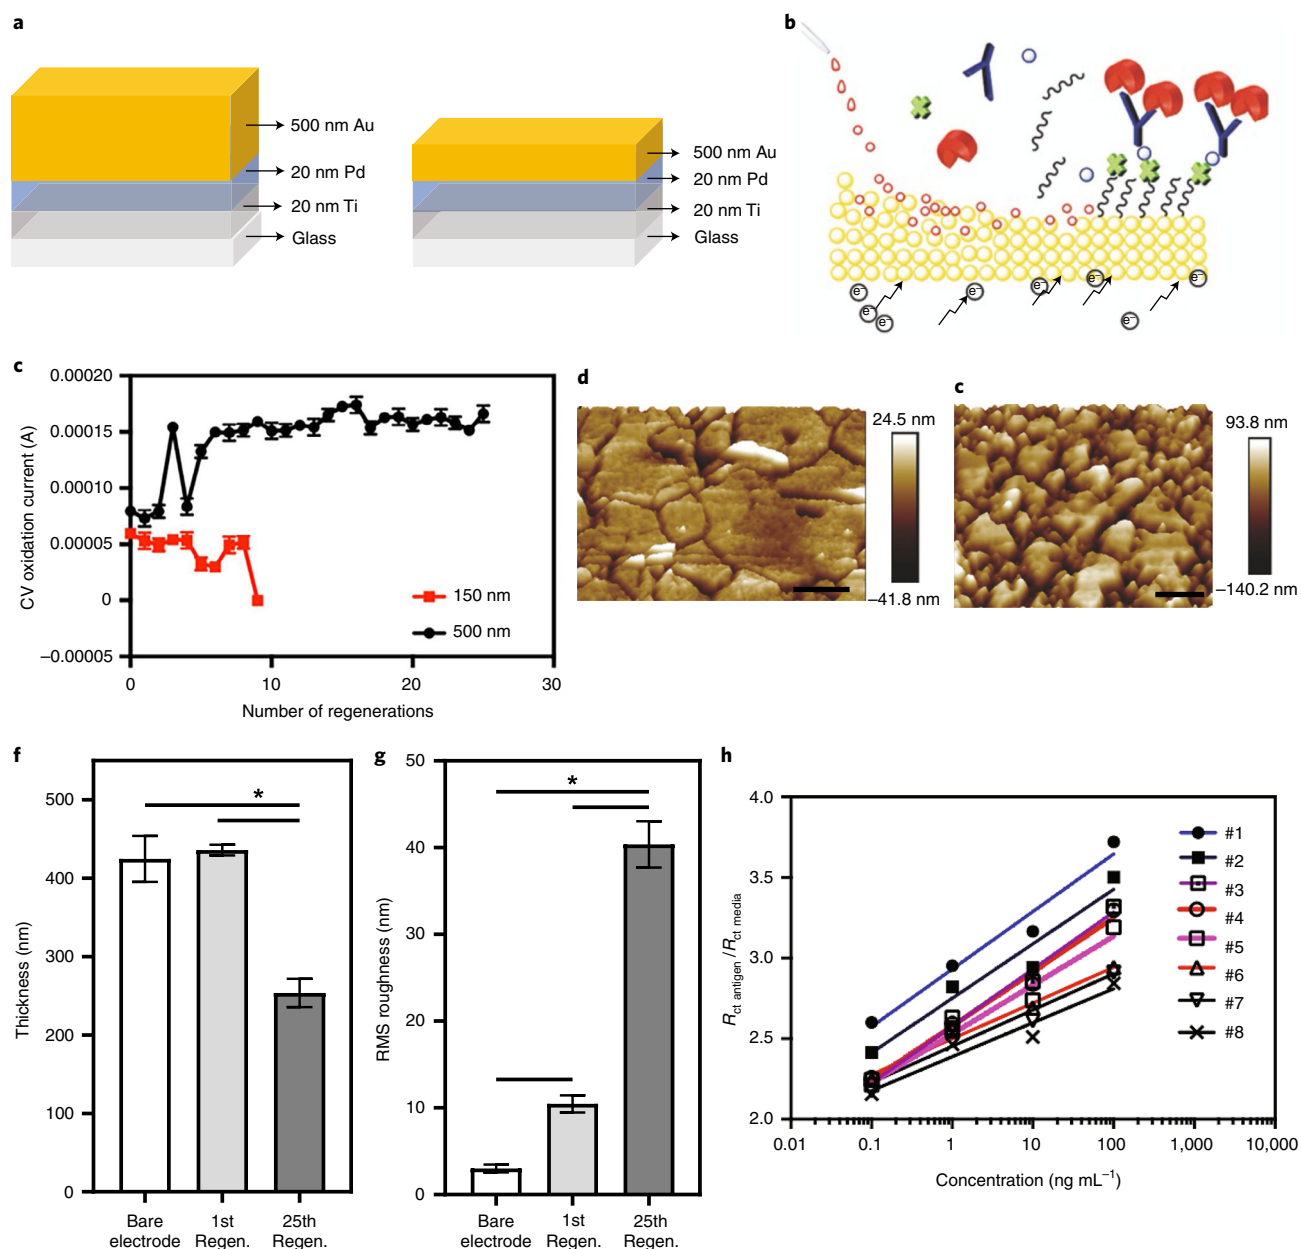 a
500 nm Au
20 nm Pd
20 nm Ti
Glass
500 nm Au
20 nm Pd
20 nm Ti
Glass
b
e–
e–
e–
e–
e–
e–
e–
e–
c
CV oxidation current (A)
0.00020
0.00015
0.00010
0.00005
0
–0.00005
0
10
20
30
Number of regenerations
150 nm
500 nm
d
24.5 nm
–41.8 nm
c
93.8 nm
–140.2 nm
f
Thickness (nm)
500
400
300
200
100
0
*
Bare electrode
1st Regen.
25th Regen.
g
RMS roughness (nm)
50
40
30
20
10
0
*
Bare electrode
1st Regen.
25th Regen.
h
Rct antigen/Rct media
4.0
3.5
3.0
2.5
2.0
0.01
0.1
1
10
100
1,000
10,000
Concentration (ng mL–1)
#1
#2
#3
#4
#5
#6
#7
#8